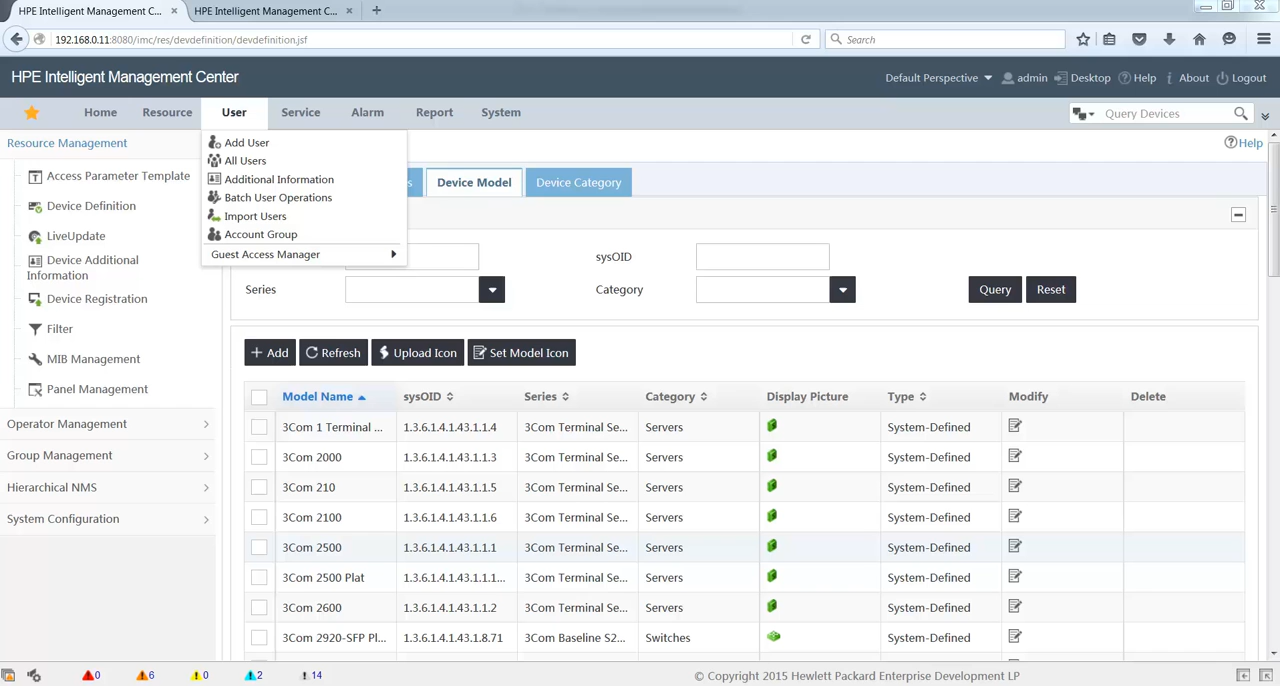 HPE Intelligent Management C... × HPE Intelligent Management C... × +
192.168.0.11:8080/imc/res/devdefinition/devdefinition.jsf Search
HPE Intelligent Management Center Default Perspective admin Desktop Help About Logout
Home Resource User Service Alarm Report System Query Devices
Resource Management
Help
Access Parameter Template
Device Definition
LiveUpdate
Device Additional
Information
Device Registration
Filter
MIB Management
Panel Management
Operator Management
Group Management
Hierarchical NMS
System Configuration
Add User
All Users
Additional Information
Batch User Operations
Import Users
Account Group
Guest Access Manager
s Device Model Device Category
sysOID
Series Category Query Reset
+ Add Refresh Upload Icon Set Model Icon
Model Name sysOID Series Category Display Picture Type Modify Delete
3Com 1 Terminal ... 1.3.6.1.4.1.43.1.1.4 3Com Terminal Se... Servers System-Defined
3Com 2000 1.3.6.1.4.1.43.1.1.3 3Com Terminal Se... Servers System-Defined
3Com 210 1.3.6.1.4.1.43.1.1.5 3Com Terminal Se... Servers System-Defined
3Com 2100 1.3.6.1.4.1.43.1.1.6 3Com Terminal Se... Servers System-Defined
3Com 2500 1.3.6.1.4.1.43.1.1.1 3Com Terminal Se... Servers System-Defined
3Com 2500 Plat 1.3.6.1.4.1.43.1.1.1... 3Com Terminal Se... Servers System-Defined
3Com 2600 1.3.6.1.4.1.43.1.1.2 3Com Terminal Se... Servers System-Defined
3Com 2920-SFP Pl... 1.3.6.1.4.1.43.1.8.71 3Com Baseline S2... Switches System-Defined
0 6 0 2 14 © Copyright 2015 Hewlett Packard Enterprise Development LP